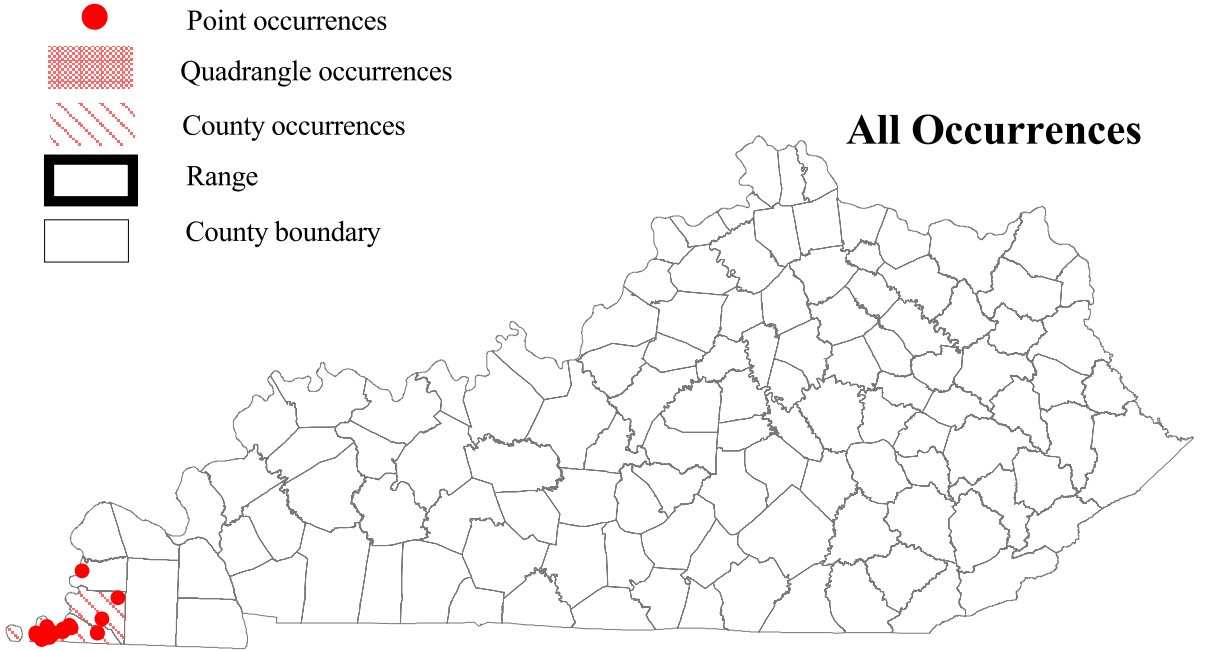 Point occurrences
Quadrangle occurrences
County occurrences
All Occurrences
Range
County boundary